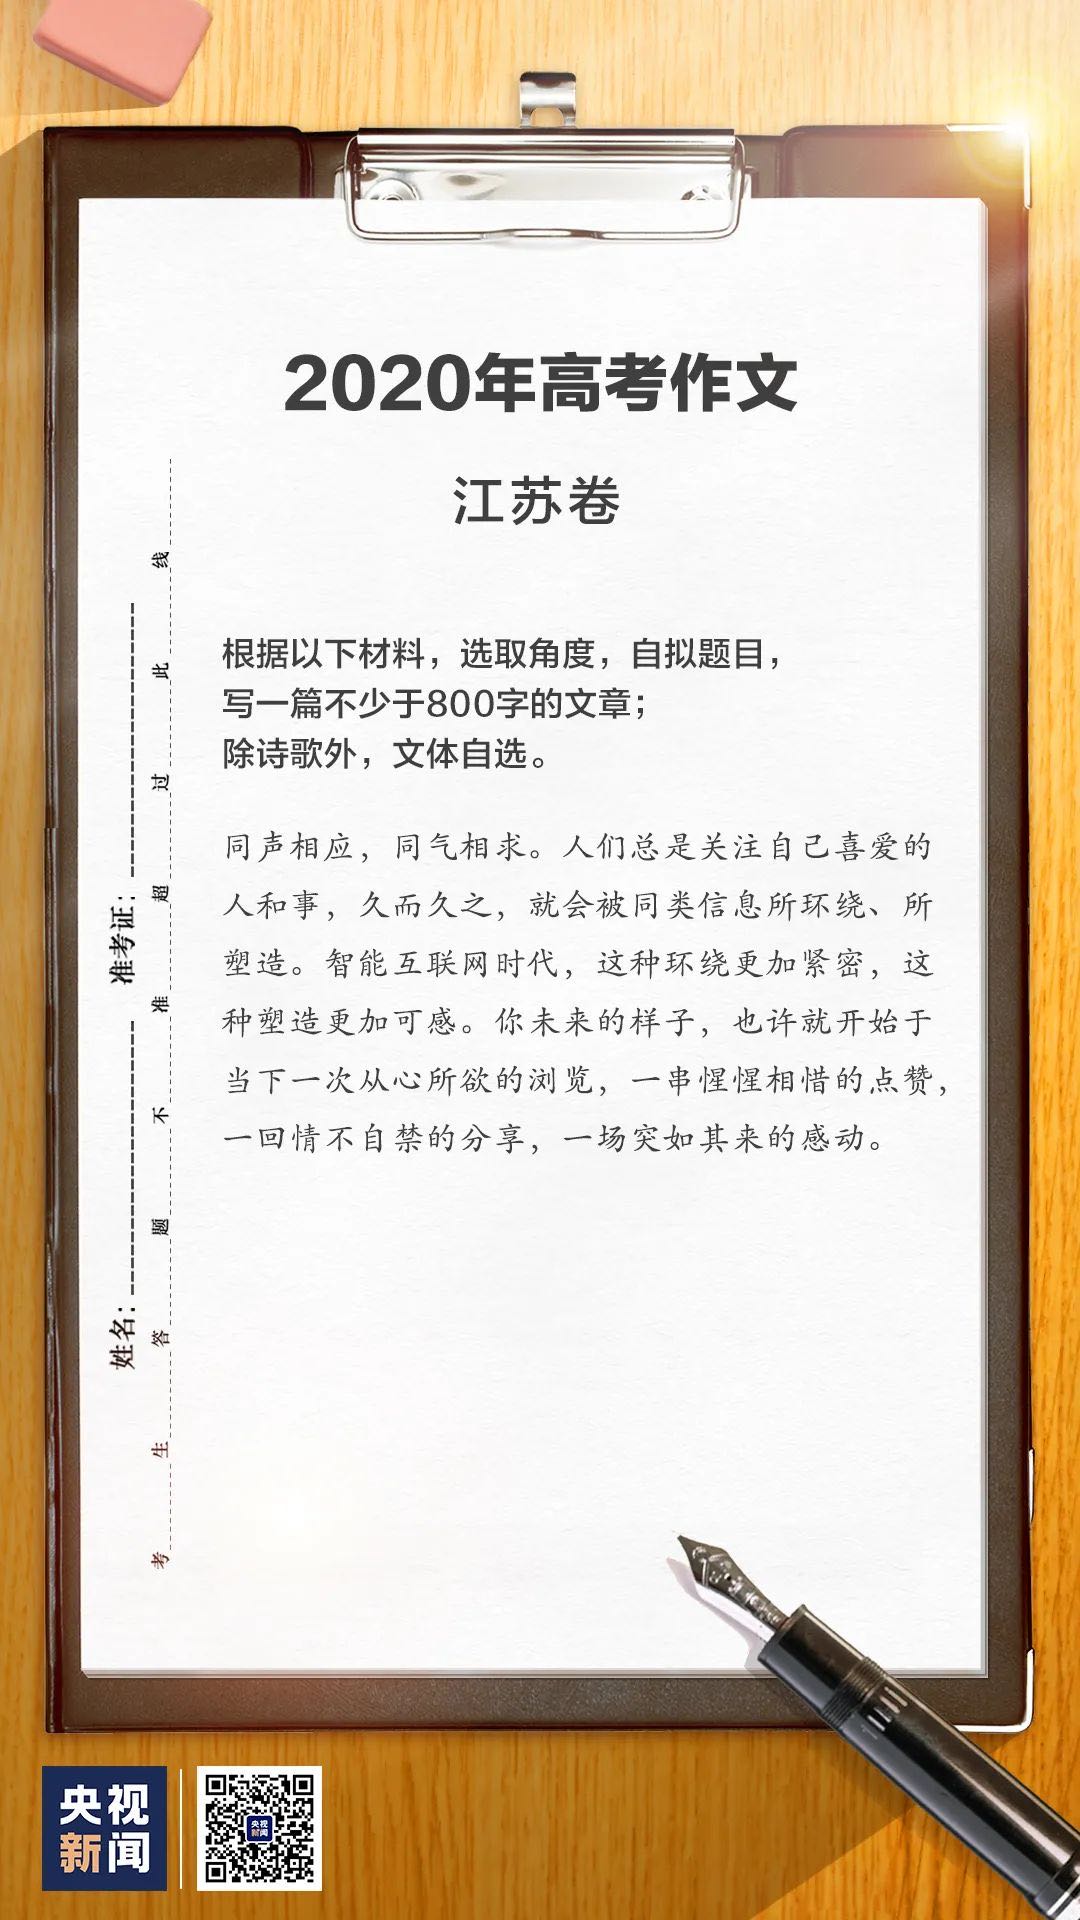 2020年高考作文
江苏卷
根据以下材料，选取角度，自拟题目，
写一篇不少于800字的文章；
除诗歌外，文体自选。
同声相应，同气相求。人们总是关注自己喜爱的
人和事，久而久之，就会被同类信息所环绕、所
塑造。智能互联网时代，这种环绕更加紧密，这
种塑造更加可感。你未来的样子，也许就开始于
当下一次从心所欲的浏览，一串惺惺相惜的点赞，
一回情不自禁的分享，一场突如其来的感动。
姓名： 准考证：
考生答题不准超过此线
央视
新闻
央视
新闻